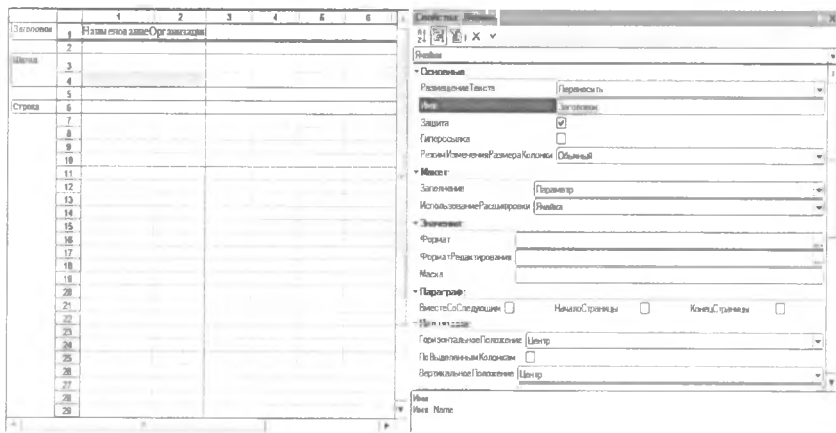 1 2 3 4 5 6
Заголовок
1 НаименованиеОрганизации
2
Шапка
3
4
5
Строка 6
7
8
9
10
11
12
13
14
15
16
17
18
19
20
21
22
23
24
25
26
27
28
29
Свойства:
Ячейки
Основные:
РазмещениеТекста Переносить
Имя Заголовок
Защита
Гиперссылка
РежимИзмененияРазмераКолонки Обычный
Макет:
Заполнение Параметр
ИспользованиеРасшифровки Ячейка
Значение:
Формат
ФорматРедактирования
Маска
Параграф:
ВместеСоСледующим НачалоСтраницы КонецСтраницы
ГоризонтальноеПоложение Центр
ПоВыделеннымКолонкам
ВертикальноеПоложение Центр
Имя
Имя Name